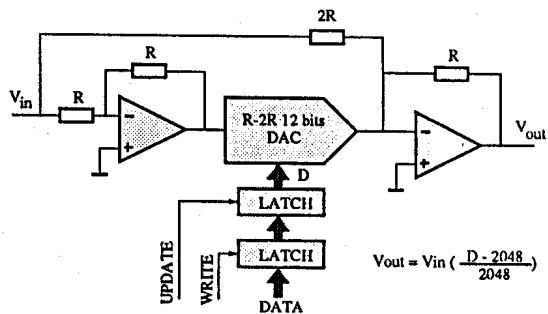 2R
R
R
V_in
R
R-2R 12 bits
DAC
V_out
D
LATCH
LATCH
UPDATE
WRITE
DATA
Vout = Vin ( D - 2048 / 2048 )